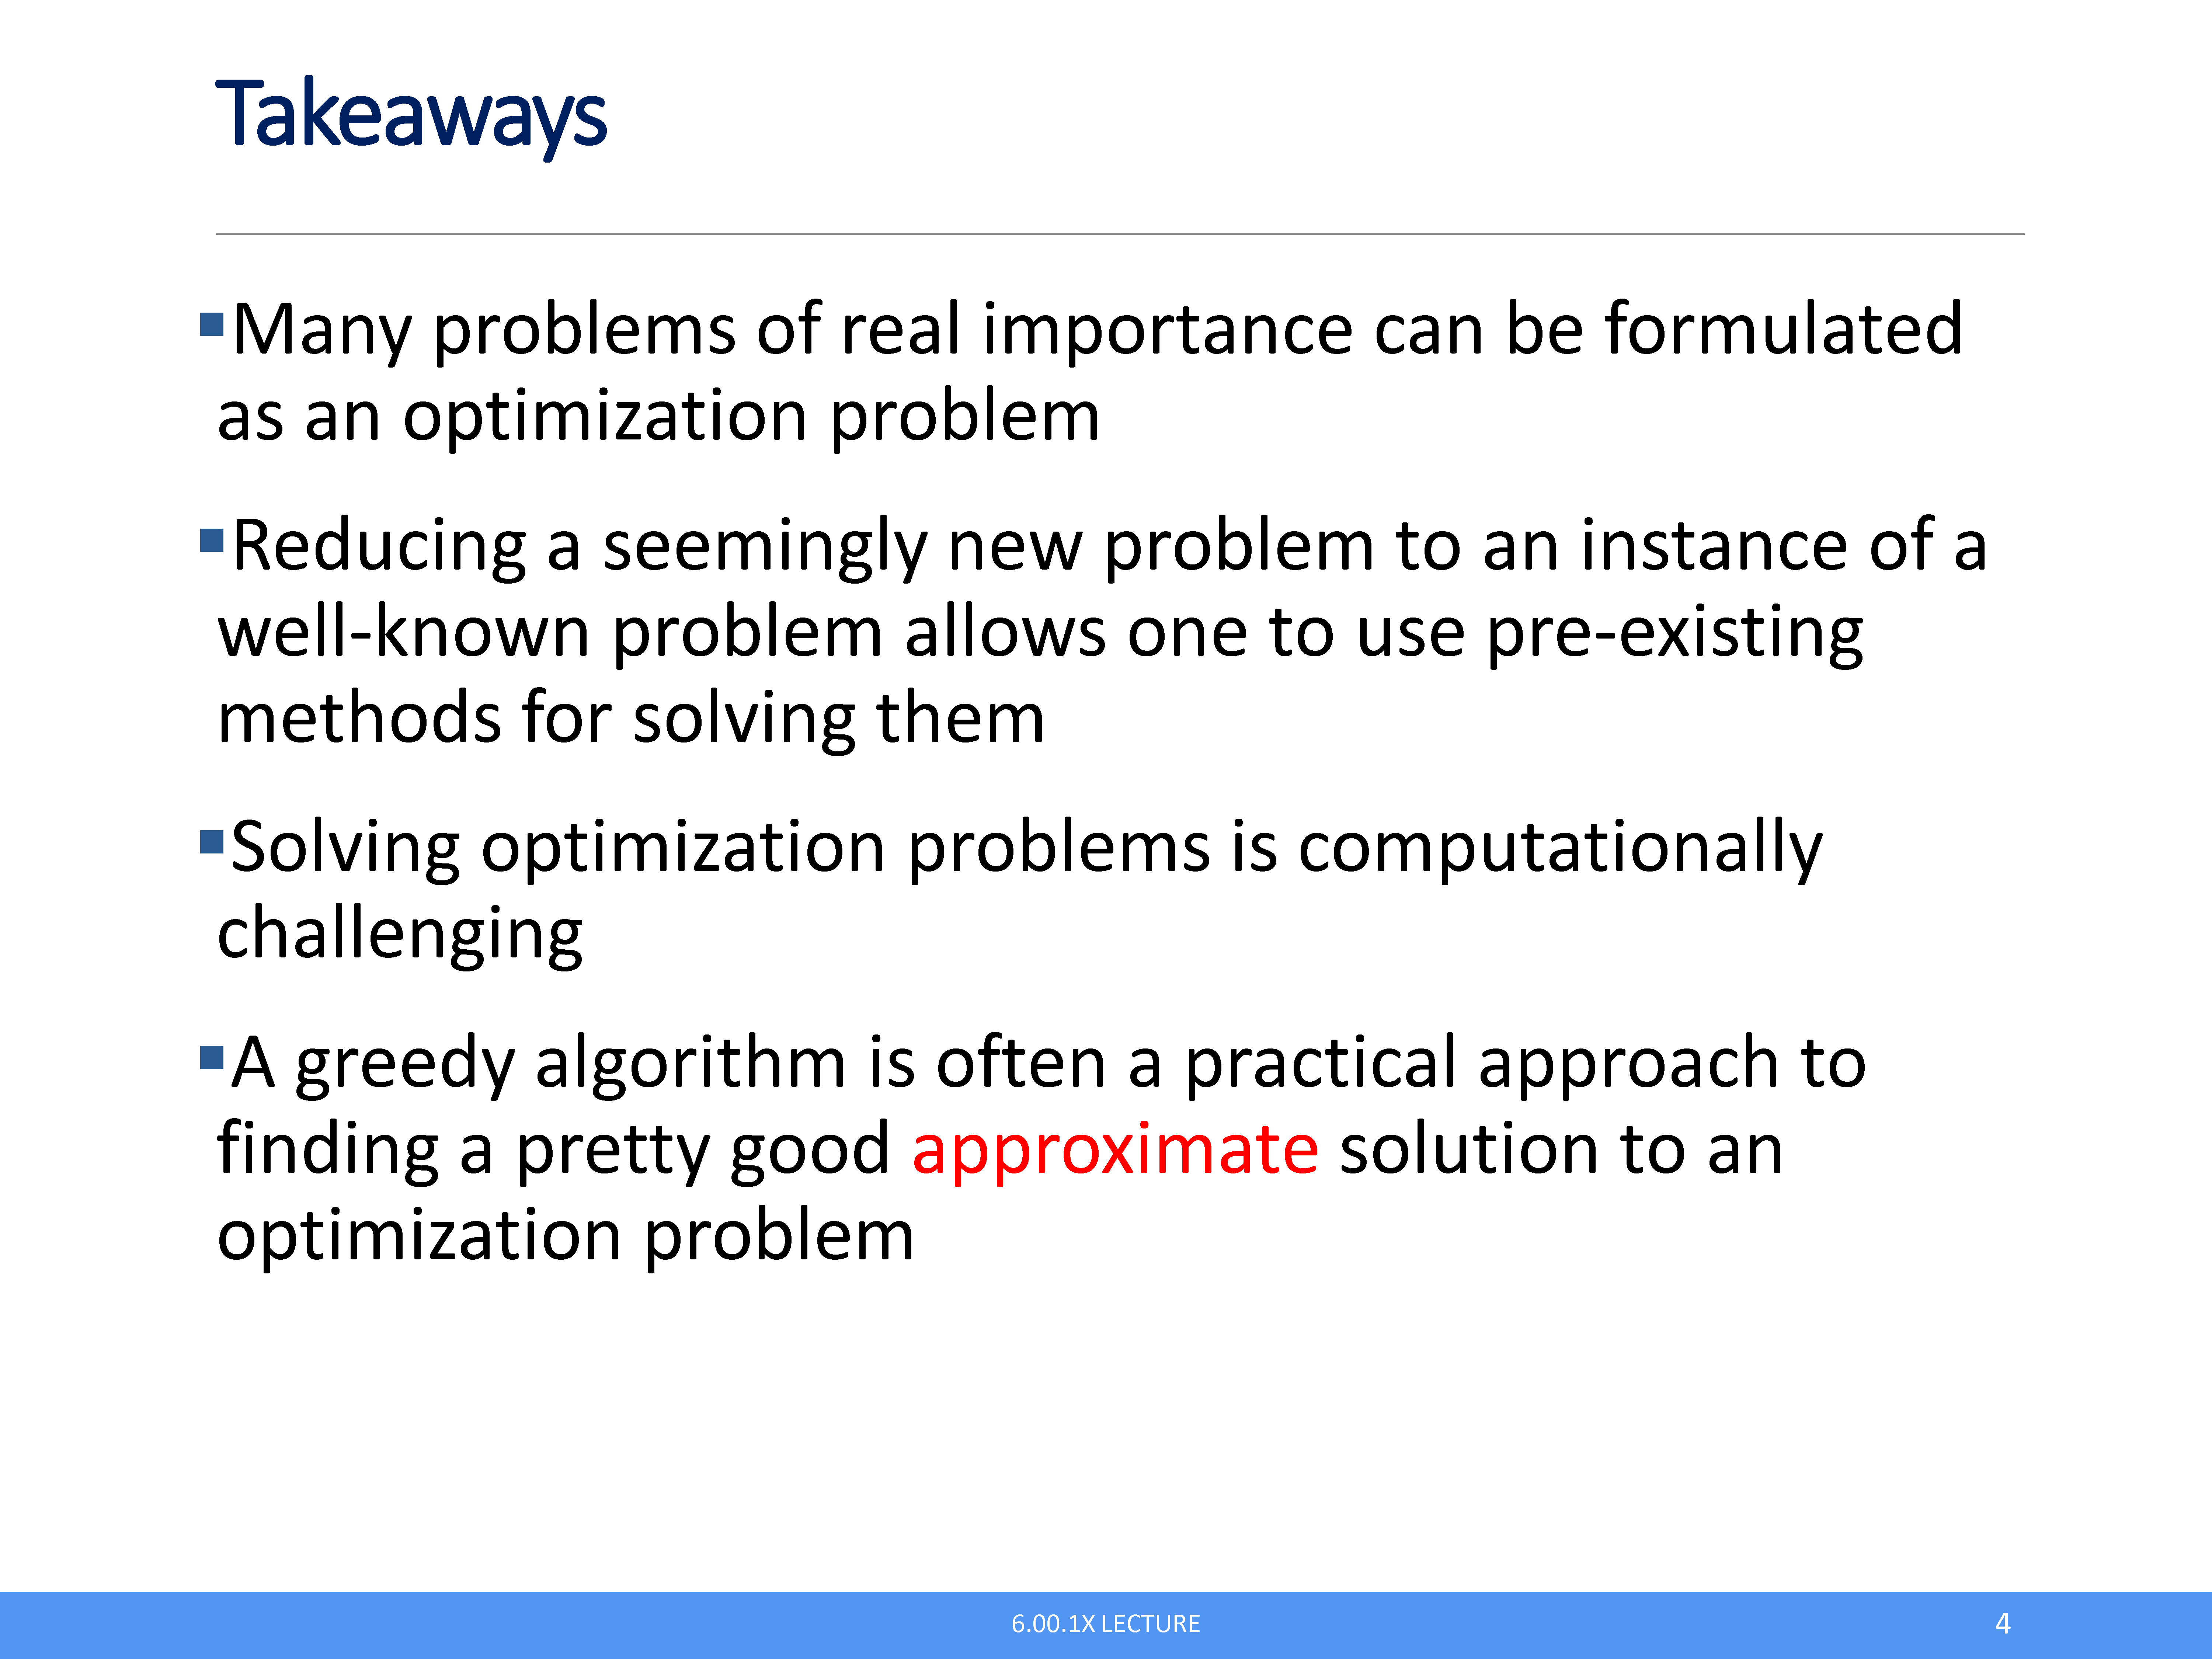 Takeaways
▪Many problems of real importance can be formulated
as an optimization problem
▪Reducing a seemingly new problem to an instance of a
well-known problem allows one to use pre-existing
methods for solving them
▪Solving optimization problems is computationally
challenging
▪A greedy algorithm is often a practical approach to
finding a pretty good approximate solution to an
optimization problem
6.00.1X LECTURE
4